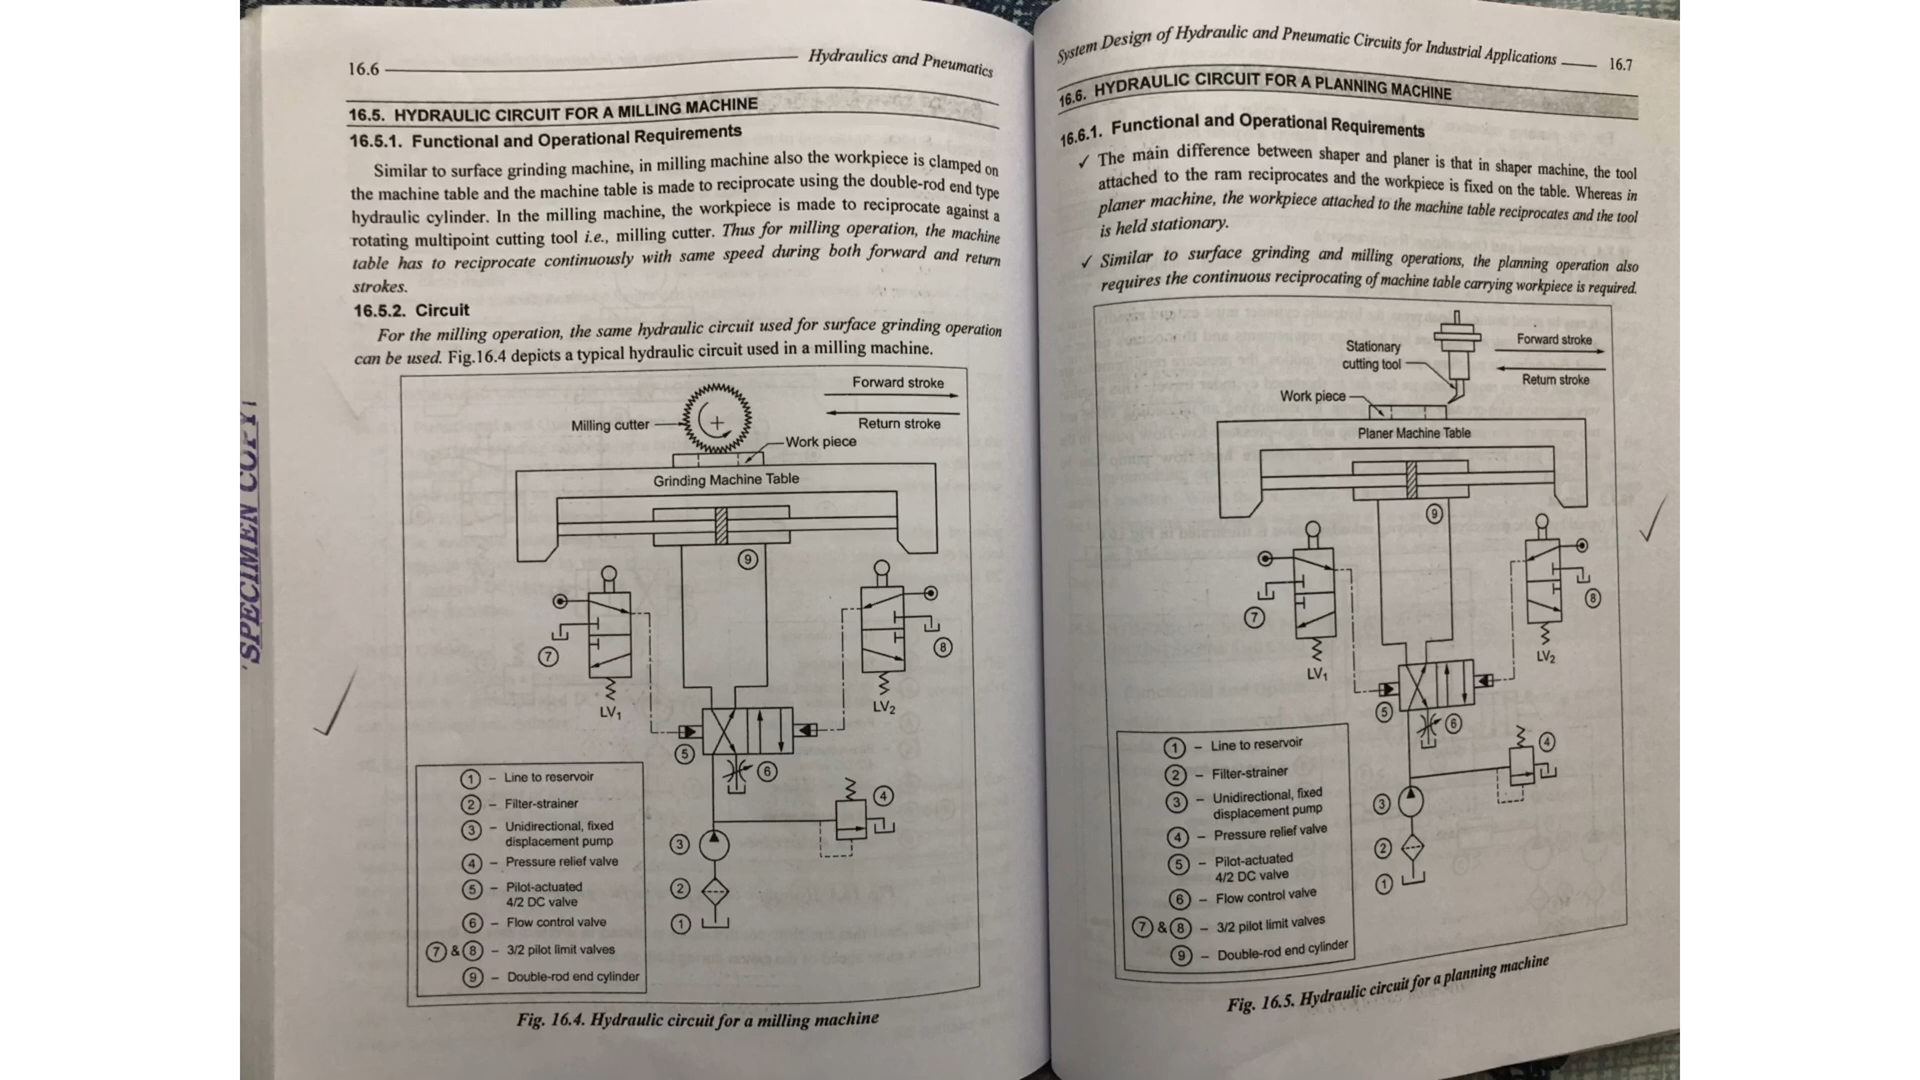 16.6 Hydraulics and Pneumatics
16.5. HYDRAULIC CIRCUIT FOR A MILLING MACHINE
16.5.1. Functional and Operational Requirements
Similar to surface grinding machine, in milling machine also the workpiece is clamped on
the machine table and the machine table is made to reciprocate using the double-rod end type
hydraulic cylinder. In the milling machine, the workpiece is made to reciprocate against a
rotating multipoint cutting tool i.e., milling cutter. Thus for milling operation, the machine
table has to reciprocate continuously with same speed during both forward and return
strokes.
16.5.2. Circuit
For the milling operation, the same hydraulic circuit used for surface grinding operation
can be used. Fig.16.4 depicts a typical hydraulic circuit used in a milling machine.
Forward stroke
Return stroke
Milling cutter
Work piece
Grinding Machine Table
9
7
8
LV1
LV2
5
6
4
3
2
1
1 – Line to reservoir
2 – Filter-strainer
3 – Unidirectional, fixed
displacement pump
4 – Pressure relief valve
5 – Pilot-actuated
4/2 DC valve
6 – Flow control valve
7 & 8 – 3/2 pilot limit valves
9 – Double-rod end cylinder
Fig. 16.4. Hydraulic circuit for a milling machine
'SPECIMEN COPY'
System Design of Hydraulic and Pneumatic Circuits for Industrial Applications 16.7
16.6. HYDRAULIC CIRCUIT FOR A PLANNING MACHINE
16.6.1. Functional and Operational Requirements
✓ The main difference between shaper and planer is that in shaper machine, the tool
attached to the ram reciprocates and the workpiece is fixed on the table. Whereas in
planer machine, the workpiece attached to the machine table reciprocates and the tool
is held stationary.
✓ Similar to surface grinding and milling operations, the planning operation also
requires the continuous reciprocating of machine table carrying workpiece is required.
Forward stroke
Return stroke
Stationary
cutting tool
Work piece
Planer Machine Table
9
7
8
LV1
LV2
5
6
4
3
2
1
1 – Line to reservoir
2 – Filter-strainer
3 – Unidirectional, fixed
displacement pump
4 – Pressure relief valve
5 – Pilot-actuated
4/2 DC valve
6 – Flow control valve
7 & 8 – 3/2 pilot limit valves
9 – Double-rod end cylinder
Fig. 16.5. Hydraulic circuit for a planning machine